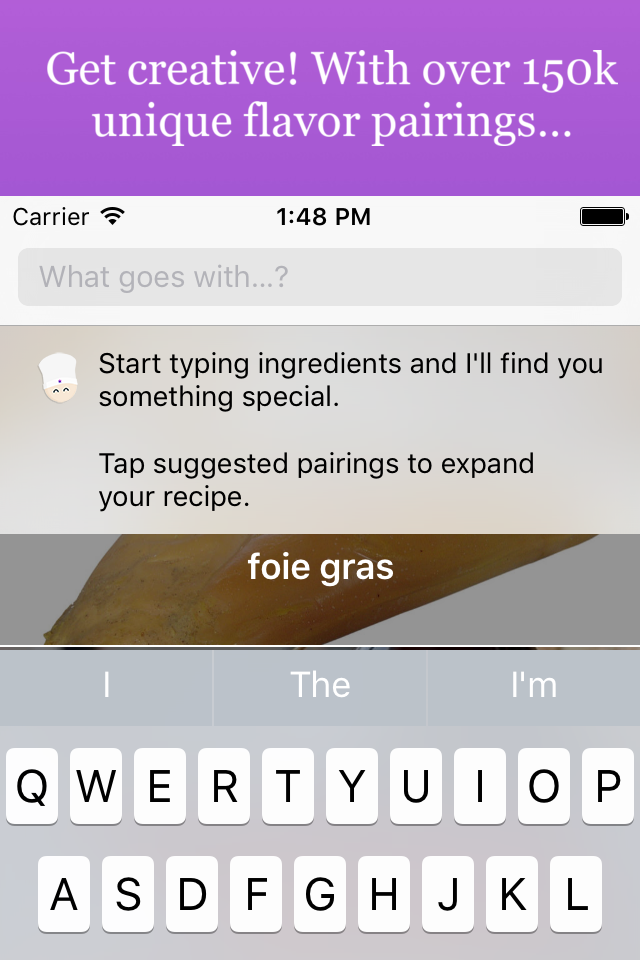 Get creative! With over 150k
unique flavor pairings...
Carrier 1:48 PM
What goes with...?
Start typing ingredients and I'll find you
something special.
Tap suggested pairings to expand
your recipe.
foie gras
I The I'm
Q W E R T Y U I O P
A S D F G H J K L